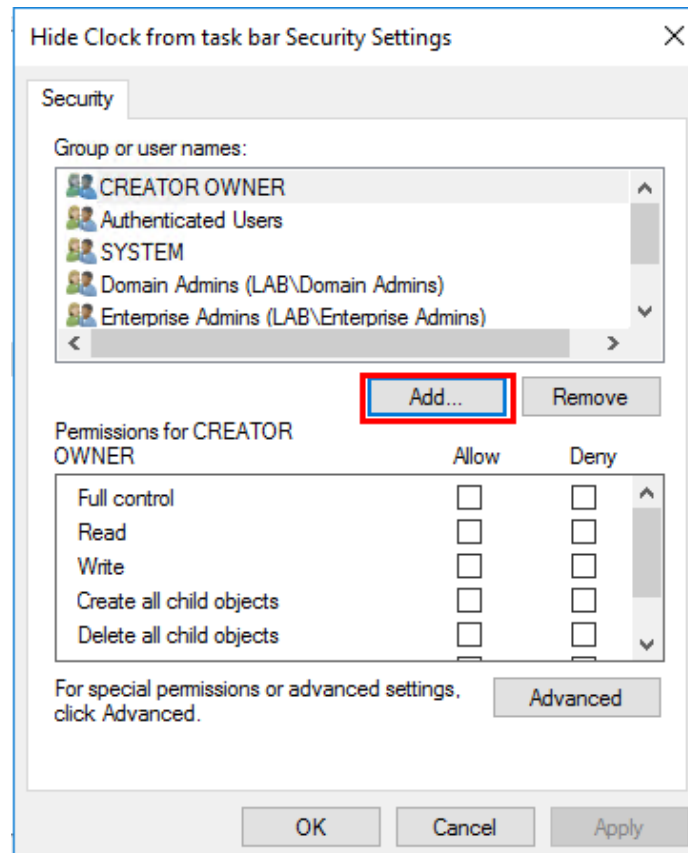 Hide Clock from task bar Security Settings
Security
Group or user names:
CREATOR OWNER
Authenticated Users
SYSTEM
Domain Admins (LAB\Domain Admins)
Enterprise Admins (LAB\Enterprise Admins)
Add... Remove
Permissions for CREATOR
OWNER Allow Deny
Full control
Read
Write
Create all child objects
Delete all child objects
For special permissions or advanced settings,
click Advanced. Advanced
OK Cancel Apply